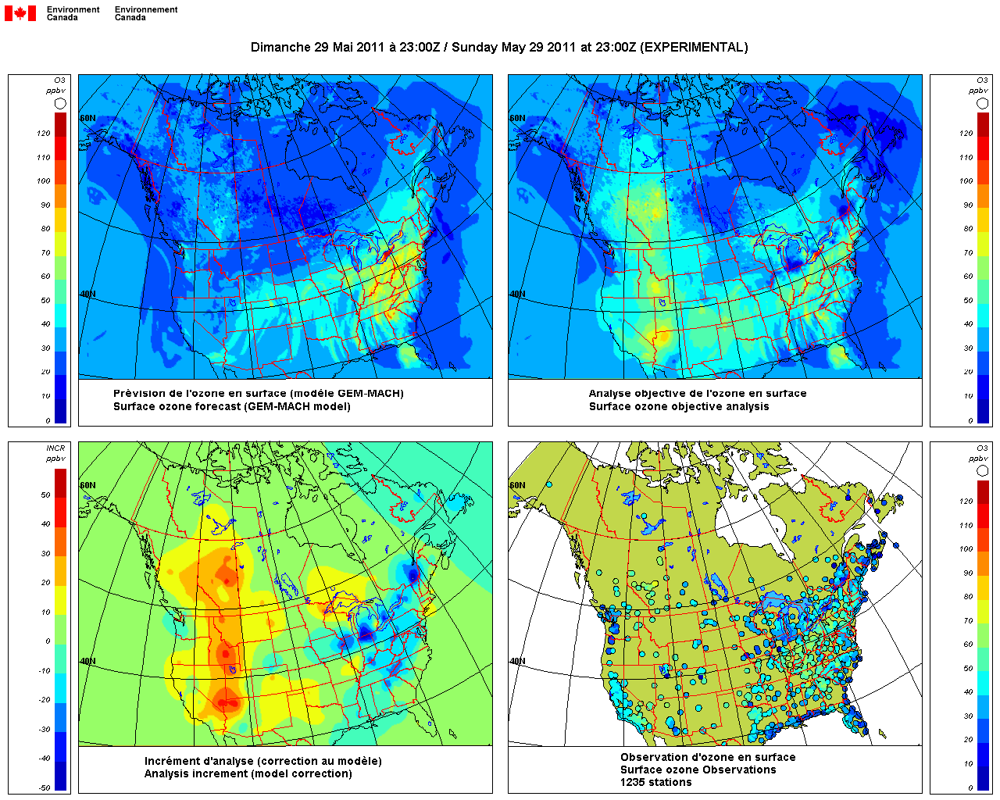 Environment Environnement
Canada Canada
Dimanche 29 Mai 2011 à 23:00Z / Sunday May 29 2011 at 23:00Z (EXPERIMENTAL)
O3
ppbv
120
110
100
90
80
70
60
50
40
30
20
10
0
60N
40N
Prévision de l'ozone en surface (modèle GEM-MACH)
Surface ozone forecast (GEM-MACH model)
60N
40N
Analyse objective de l'ozone en surface
Surface ozone objective analysis
O3
ppbv
120
110
100
90
80
70
60
50
40
30
20
10
0
INCR
ppbv
50
40
30
20
10
0
-10
-20
-30
-40
-50
60N
40N
Incrément d'analyse (correction au modèle)
Analysis increment (model correction)
60N
40N
Observation d'ozone en surface
Surface ozone Observations
1235 stations
O3
ppbv
120
110
100
90
80
70
60
50
40
30
20
10
0